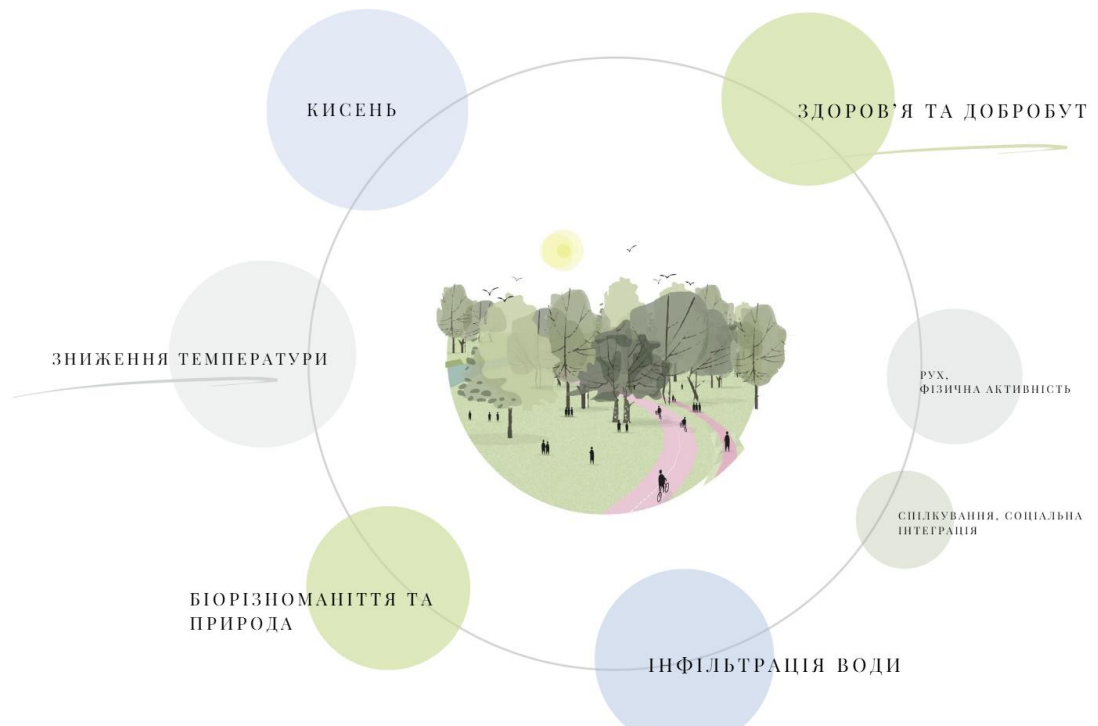 КИСЕНЬ
ЗДОРОВ’Я ТА ДОБРОБУТ
ЗНИЖЕННЯ ТЕМПЕРАТУРИ
РУХ,
ФІЗИЧНА АКТИВНІСТЬ
СПІЛКУВАННЯ, СОЦІАЛЬНА
ІНТЕГРАЦІЯ
БІОРІЗНОМАНІТТЯ ТА
ПРИРОДА
ІНФІЛЬТРАЦІЯ ВОДИ